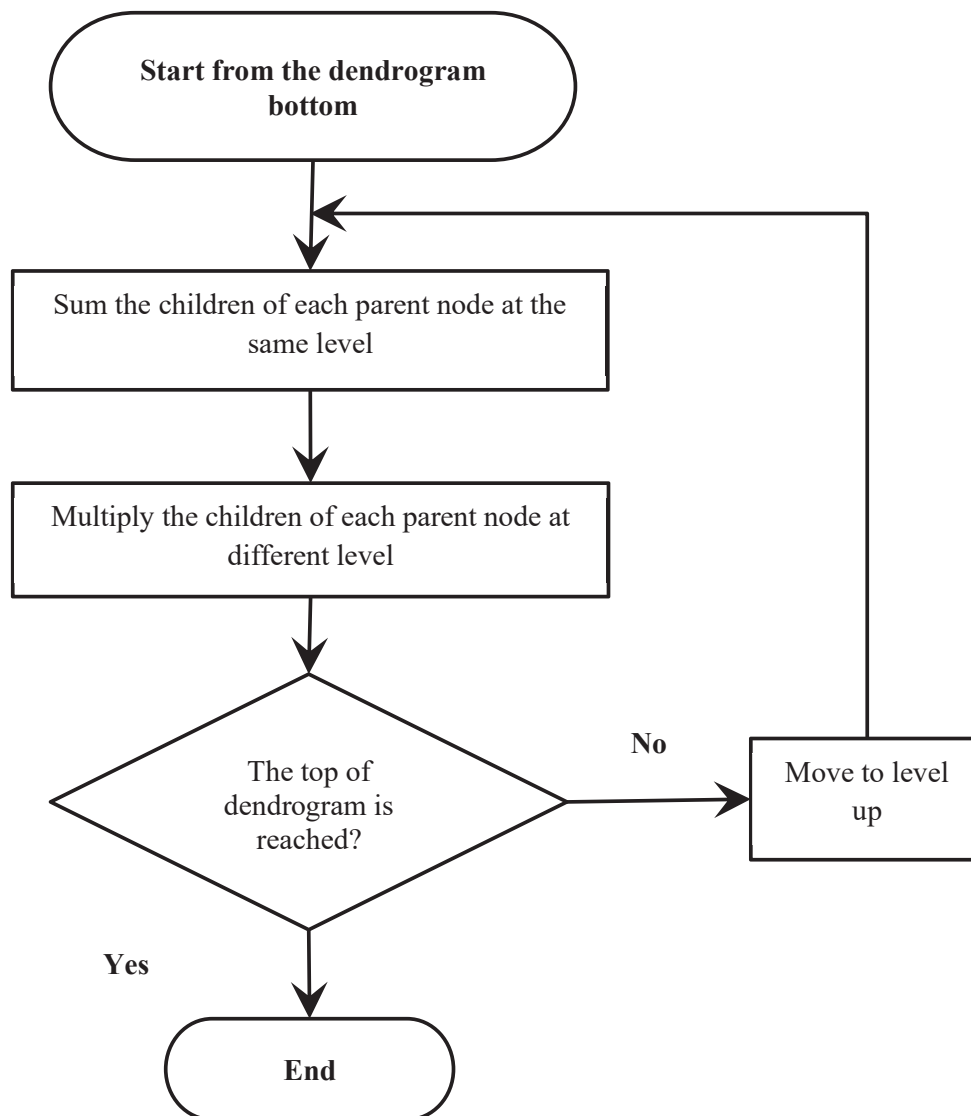 Start from the dendrogram
bottom
Sum the children of each parent node at the
same level
Multiply the children of each parent node at
different level
The top of
dendrogram is
reached?
No
Move to level
up
Yes
End